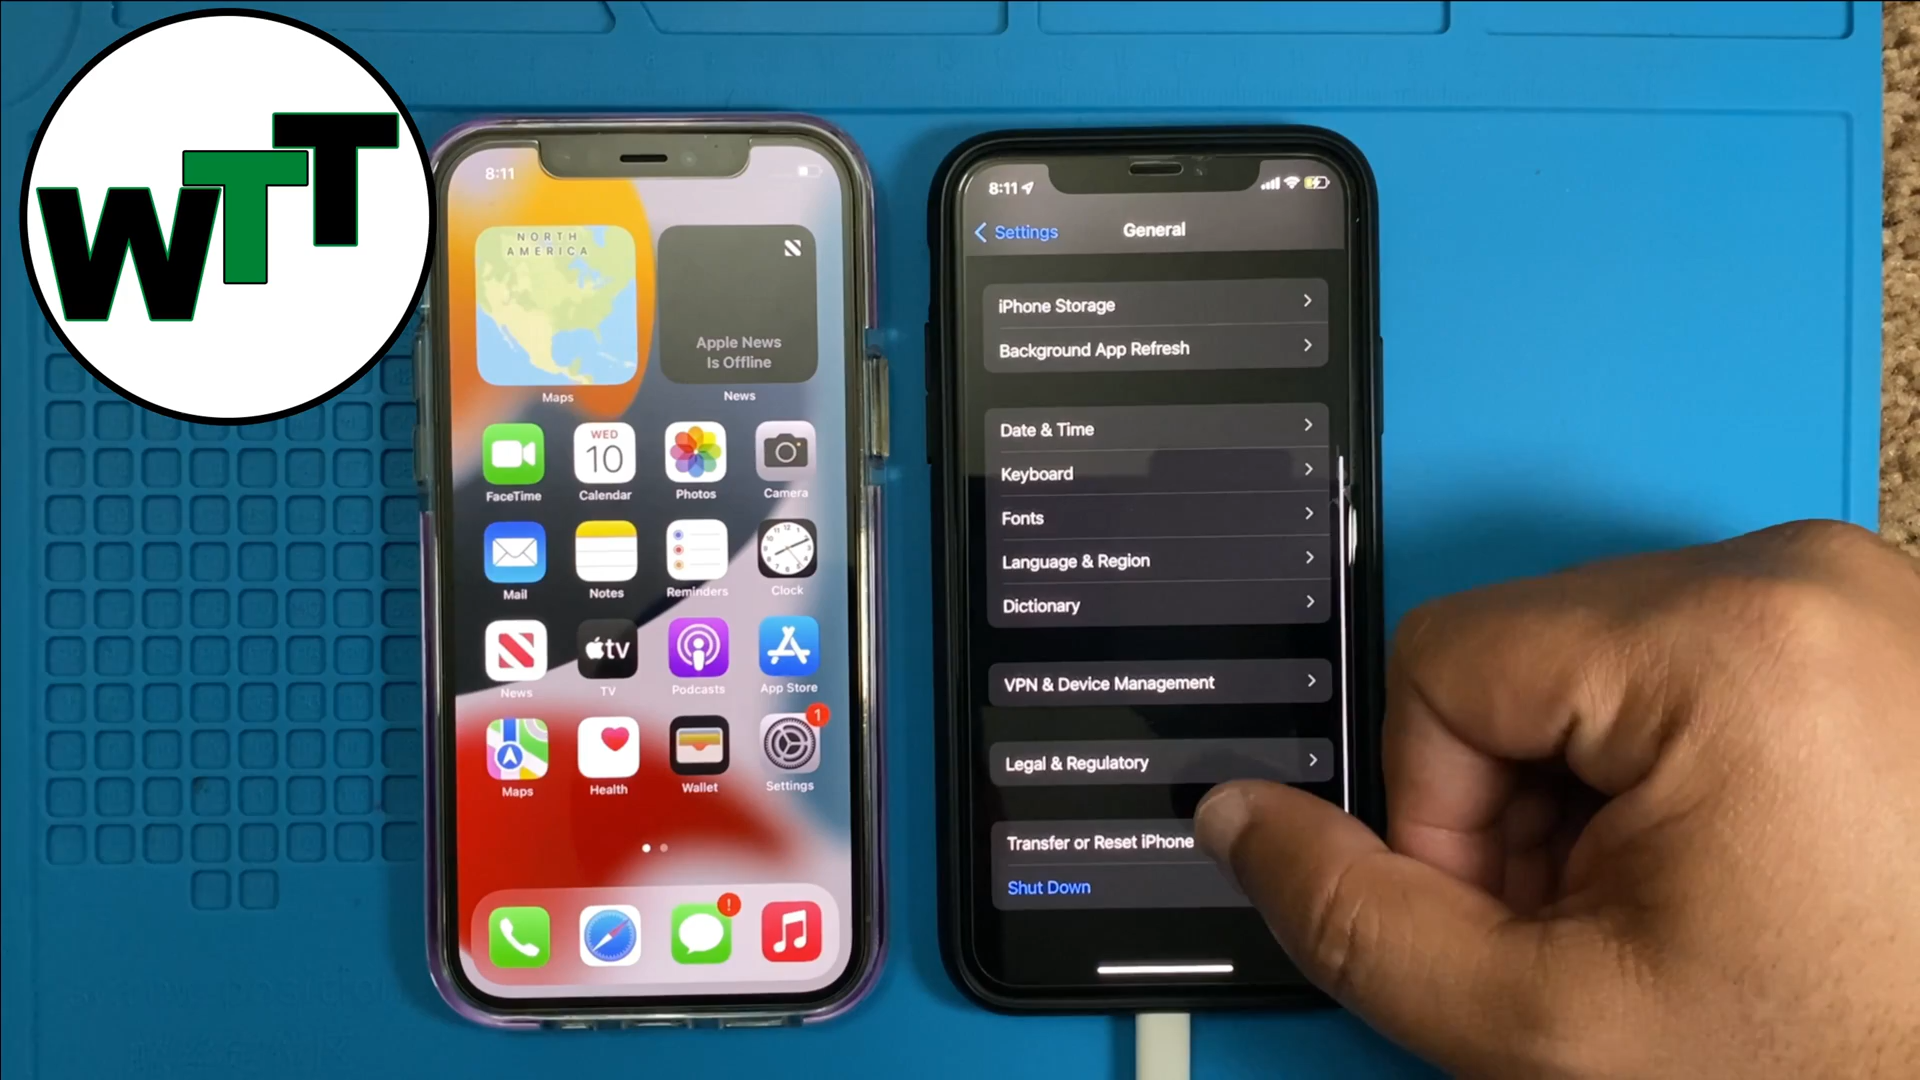 WTT
8:11
NORTH
AMERICA
Maps
Apple News
Is Offline
News
FaceTime
WED
10
Calendar
Photos
Camera
Mail
Notes
Reminders
Clock
News
tv
TV
Podcasts
App Store
Maps
Health
Wallet
1
Settings
!
8:11
Settings
General
iPhone Storage
Background App Refresh
Date & Time
Keyboard
Fonts
Language & Region
Dictionary
VPN & Device Management
Legal & Regulatory
Transfer or Reset iPhone
Shut Down